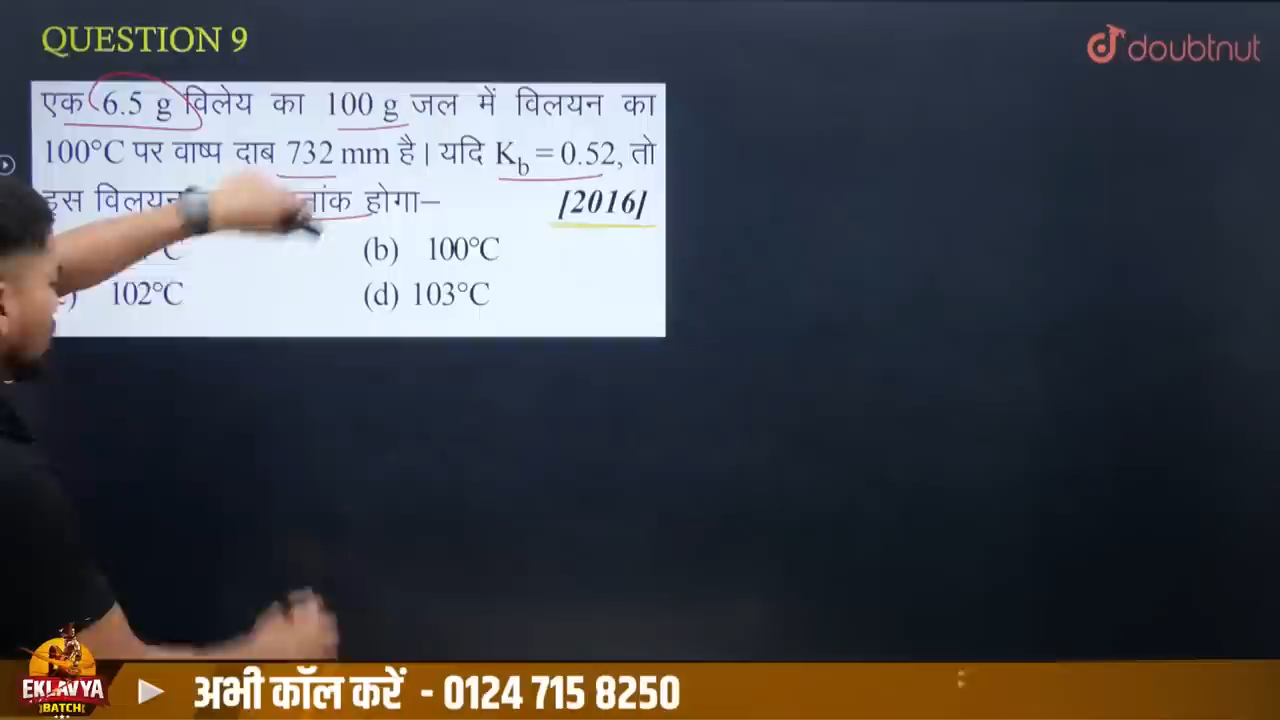 QUESTION 9
doubtnut
एक 6.5 g विलेय का 100 g जल में विलयन का
100°C पर वाष्प दाब 732 mm है। यदि K_b = 0.52, तो
इस विलयन होगा– [2016]
(b) 100°C
102°C (d) 103°C
EKLAVYA
BATCH
अभी कॉल करें - 0124 715 8250